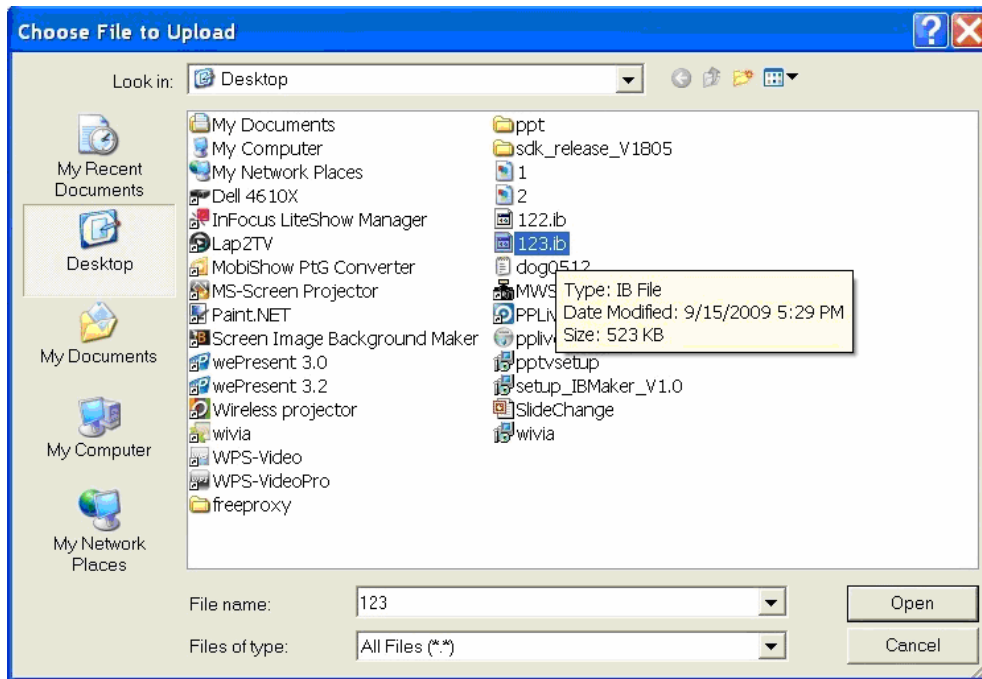 Choose File to Upload
Look in:
Desktop
My Recent
Documents
Desktop
My Documents
My Computer
My Network
Places
My Documents
My Computer
My Network Places
Dell 4610X
InFocus LiteShow Manager
Lap2TV
MobiShow PtG Converter
MS-Screen Projector
Paint.NET
Screen Image Background Maker
wePresent 3.0
wePresent 3.2
Wireless projector
wivia
WPS-Video
WPS-VideoPro
freeproxy
ppt
sdk_release_V1805
1
2
122.ib
123.ib
dog0512
Type: IB File
Date Modified: 9/15/2009 5:29 PM
Size: 523 KB
pptvsetup
setup_IBMaker_V1.0
SlideChange
wivia
File name:
123
Open
Files of type:
All Files (*.*)
Cancel